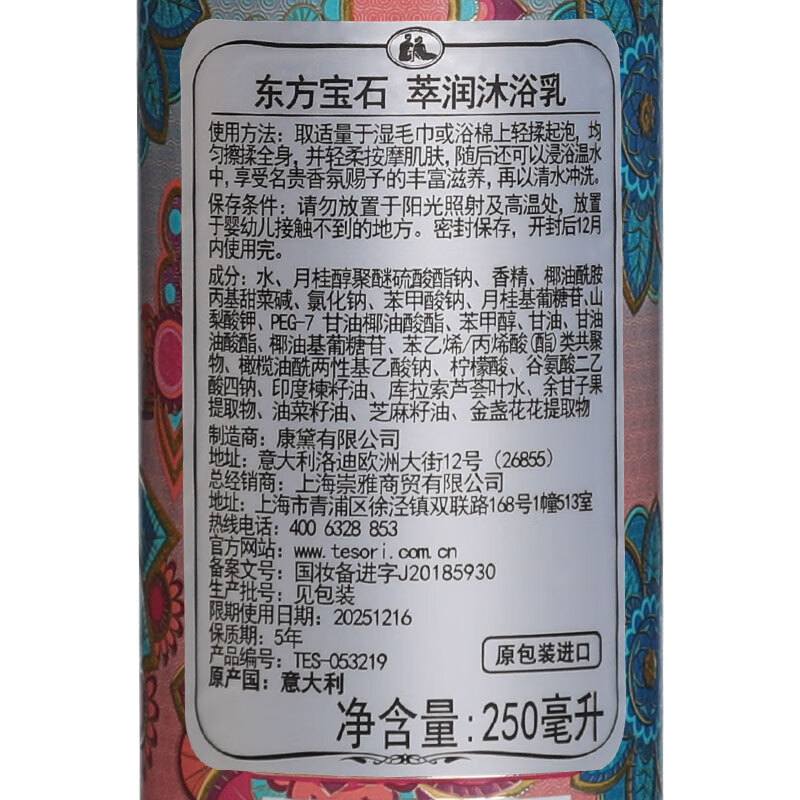 东方宝石 萃润沐浴乳
使用方法：取适量于湿毛巾或浴棉上轻揉起泡，均
匀擦揉全身，并轻柔按摩肌肤，随后还可以浸浴温水
中，享受名贵香氛赐予的丰富滋养，再以清水冲洗。
保存条件：请勿放置于阳光照射及高温处，放置
于婴幼儿接触不到的地方。密封保存，开封后12月
内使用完。
成分：水、月桂醇聚醚硫酸酯钠、香精、椰油酰胺
丙基甜菜碱、氯化钠、苯甲酸钠、月桂基葡糖苷、山
梨酸钾、PEG-7 甘油椰油酸酯、苯甲醇、甘油、甘油
油酸酯、椰油基葡糖苷、苯乙烯/丙烯酸(酯)类共聚
物、橄榄油酰两性基乙酸钠、柠檬酸、谷氨酸二乙
酸四钠、印度楝籽油、库拉索芦荟叶水、余甘子果
提取物、油菜籽油、芝麻籽油、金盏花花提取物
制造商：康黛有限公司
地址：意大利洛迪欧洲大街12号（26855）
总经销商：上海崇雅商贸有限公司
地址：上海市青浦区徐泾镇双联路168号1幢513室
热线电话：400 6328 853
官方网站：www.tesori.com.cn
备案文号：国妆备进字J20185930
生产批号：见包装
限期使用日期：20251216
保质期：5年
产品编号：TES-053219
原包装进口
原产国：意大利
净含量：250毫升